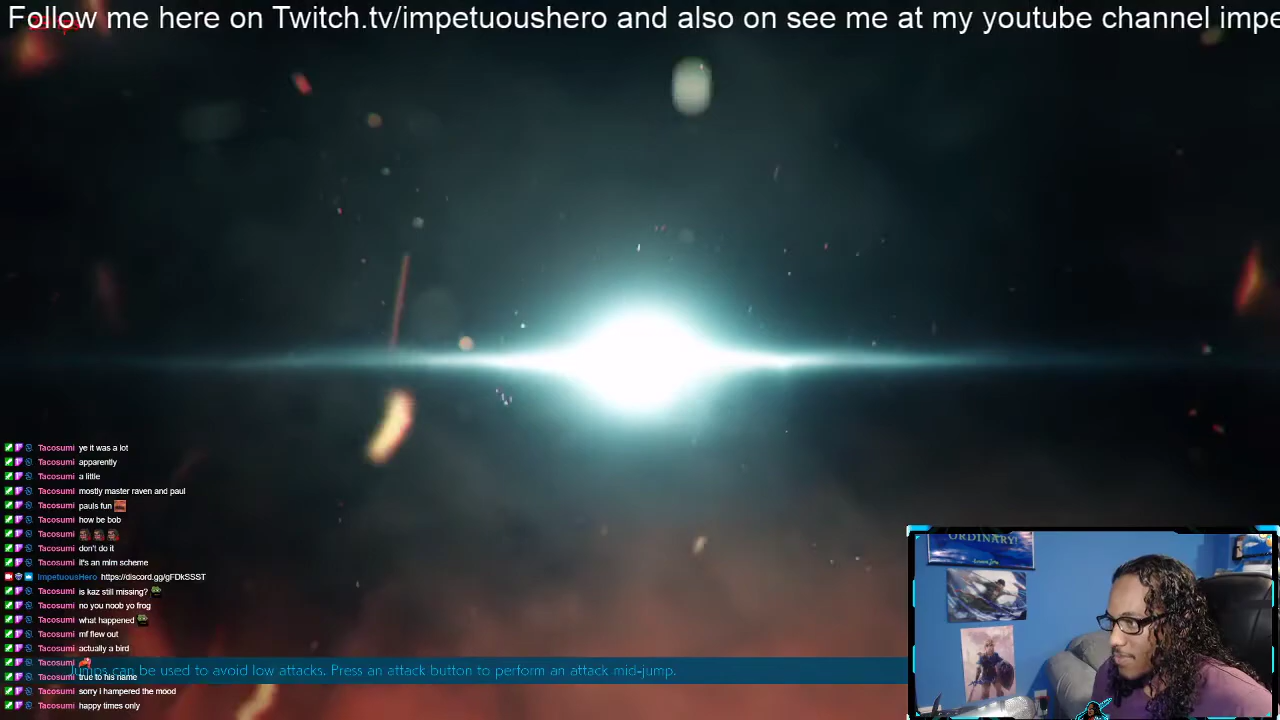 Follow me here on Twitch.tv/impetuoushero and also on see me at my youtube channel impe
Tacosumi ye it was a lot
Tacosumi apparently
Tacosumi a little
Tacosumi mostly master raven and paul
Tacosumi pauls fun
Tacosumi how be bob
Tacosumi
Tacosumi don't do it
Tacosumi It's an mlm scheme
ImpetuousHero https://discord.gg/gFDkSSST
Tacosumi is kaz still missing?
Tacosumi no you noob yo frog
Tacosumi what happened
Tacosumi mf flew out
Tacosumi actually a bird
Tacosumi
Jumps can be used to avoid low attacks. Press an attack button to perform an attack mid-jump.
Tacosumi true to his name
Tacosumi sorry I hampered the mood
Tacosumi happy times only
ORDINARY!